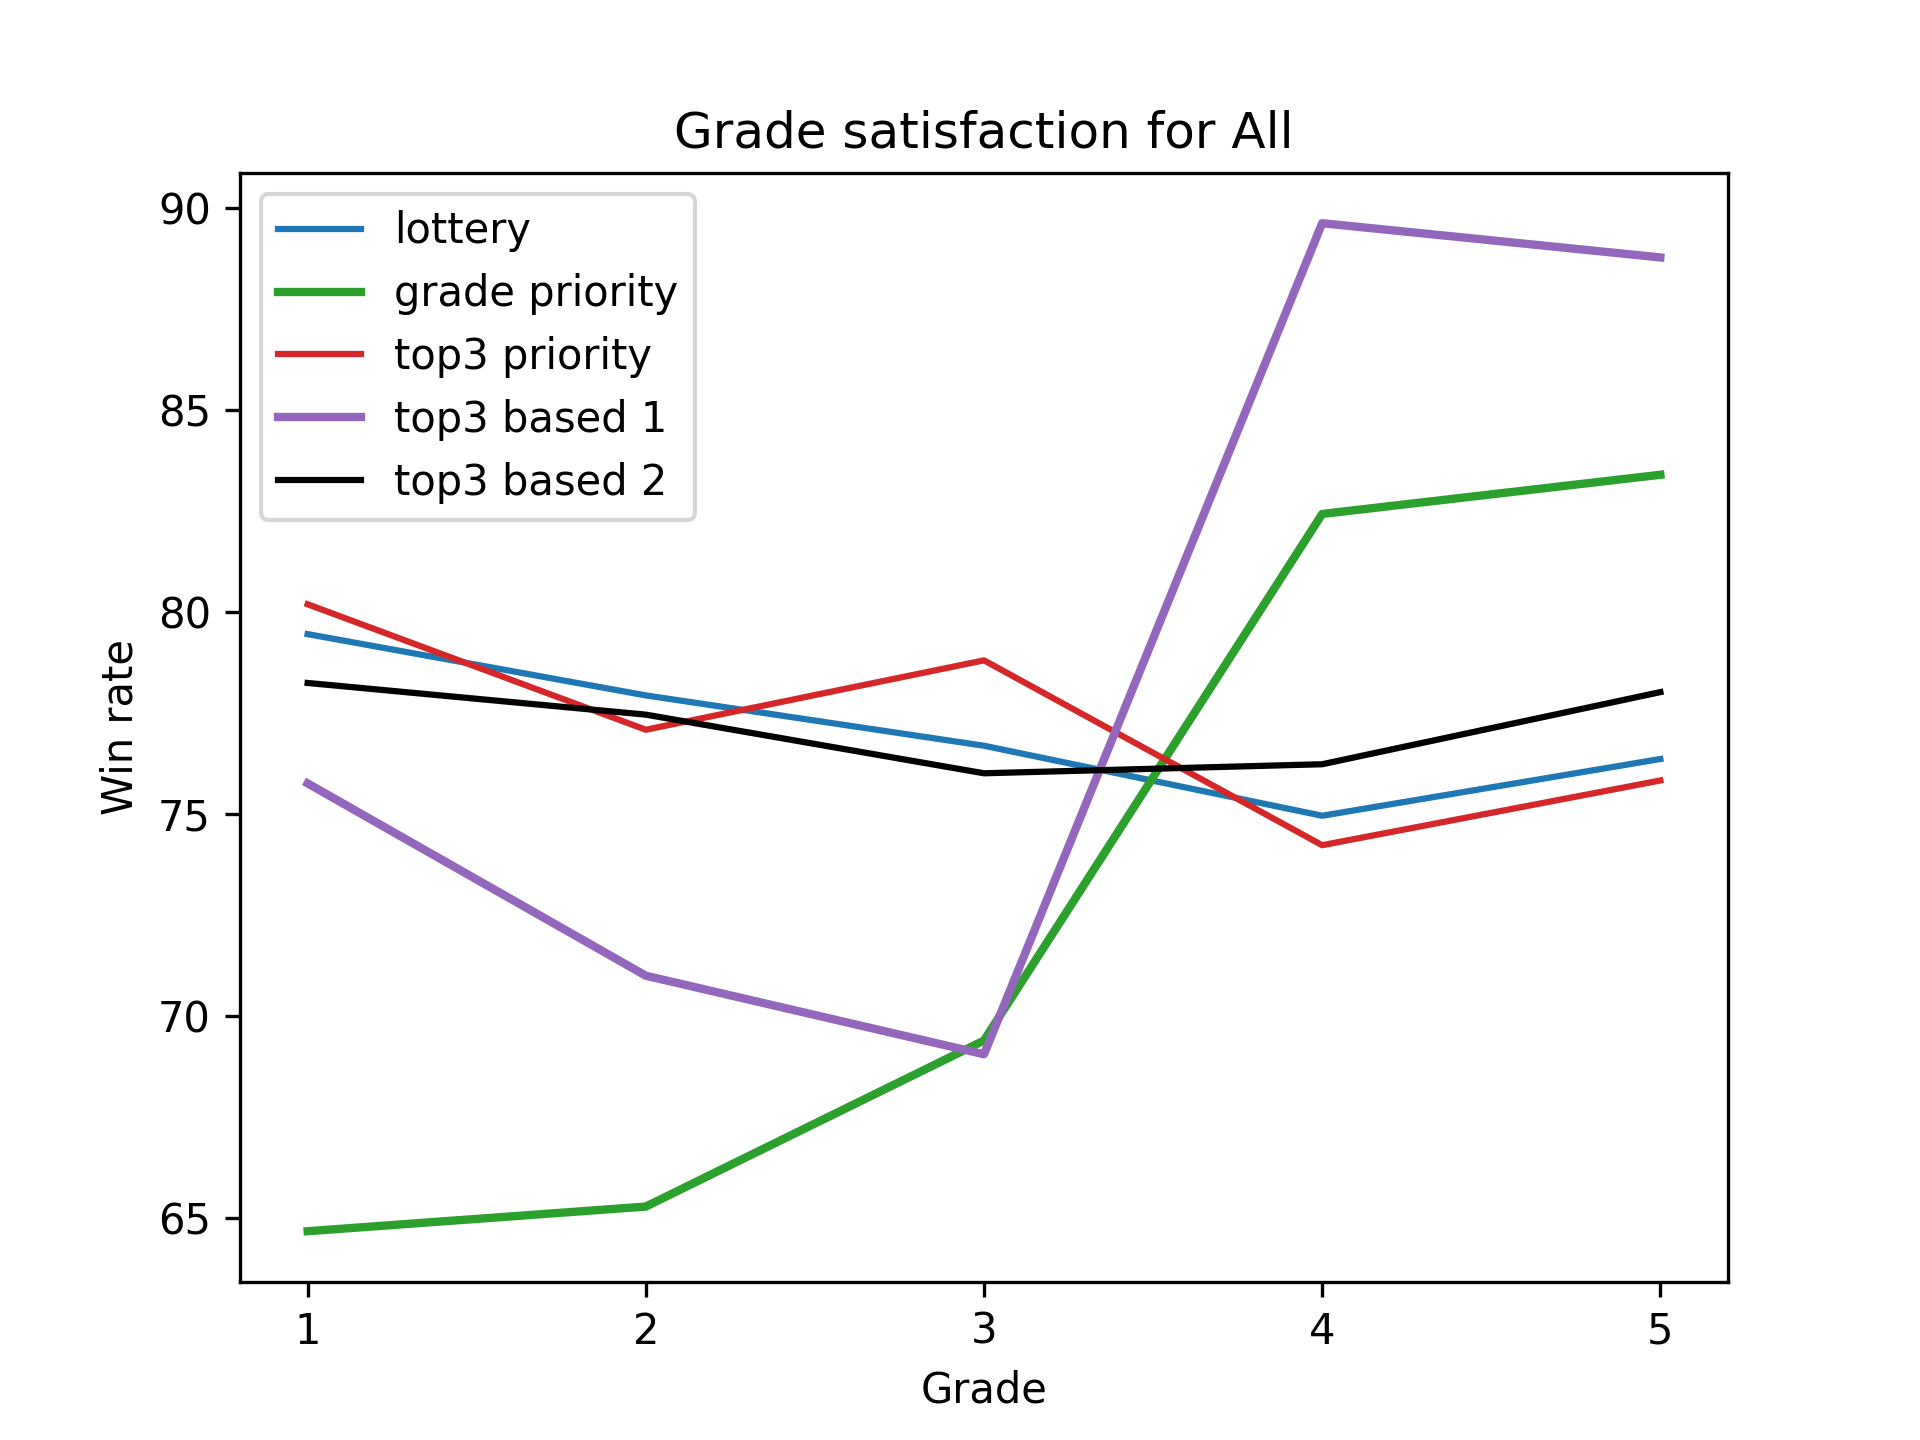 Grade satisfaction for All
90
85
80
75
70
65
Win rate
lottery
grade priority
top3 priority
top3 based 1
top3 based 2
1 2 3 4 5
Grade